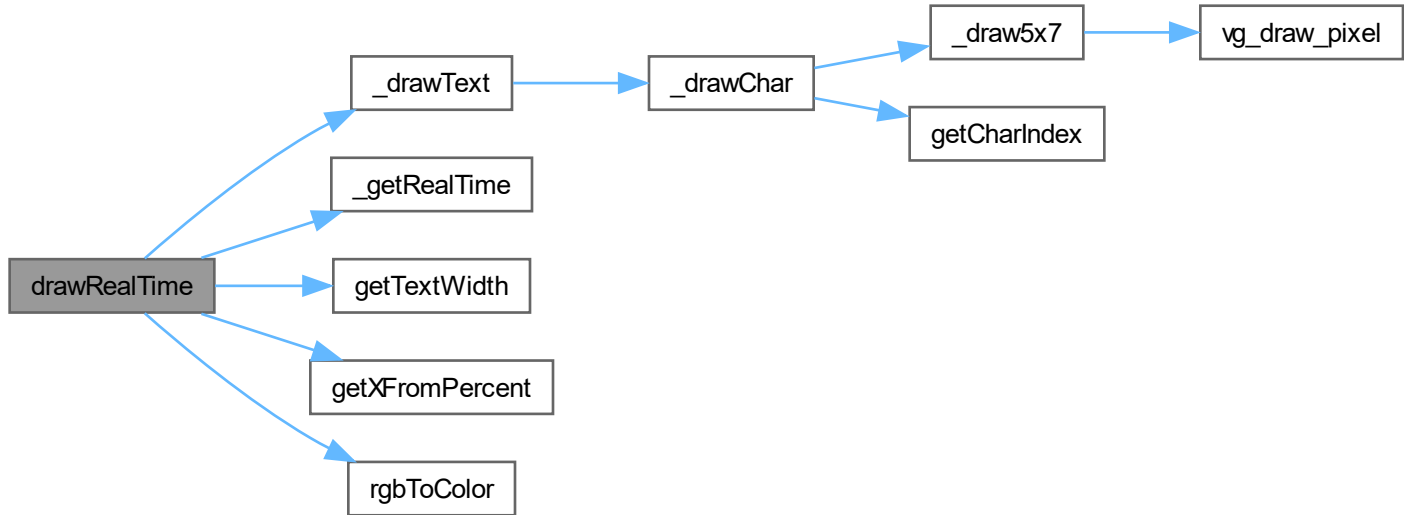 _draw5x7
vg_draw_pixel
_drawText
_drawChar
getCharIndex
_getRealTime
drawRealTime
getTextWidth
getXFromPercent
rgbToColor